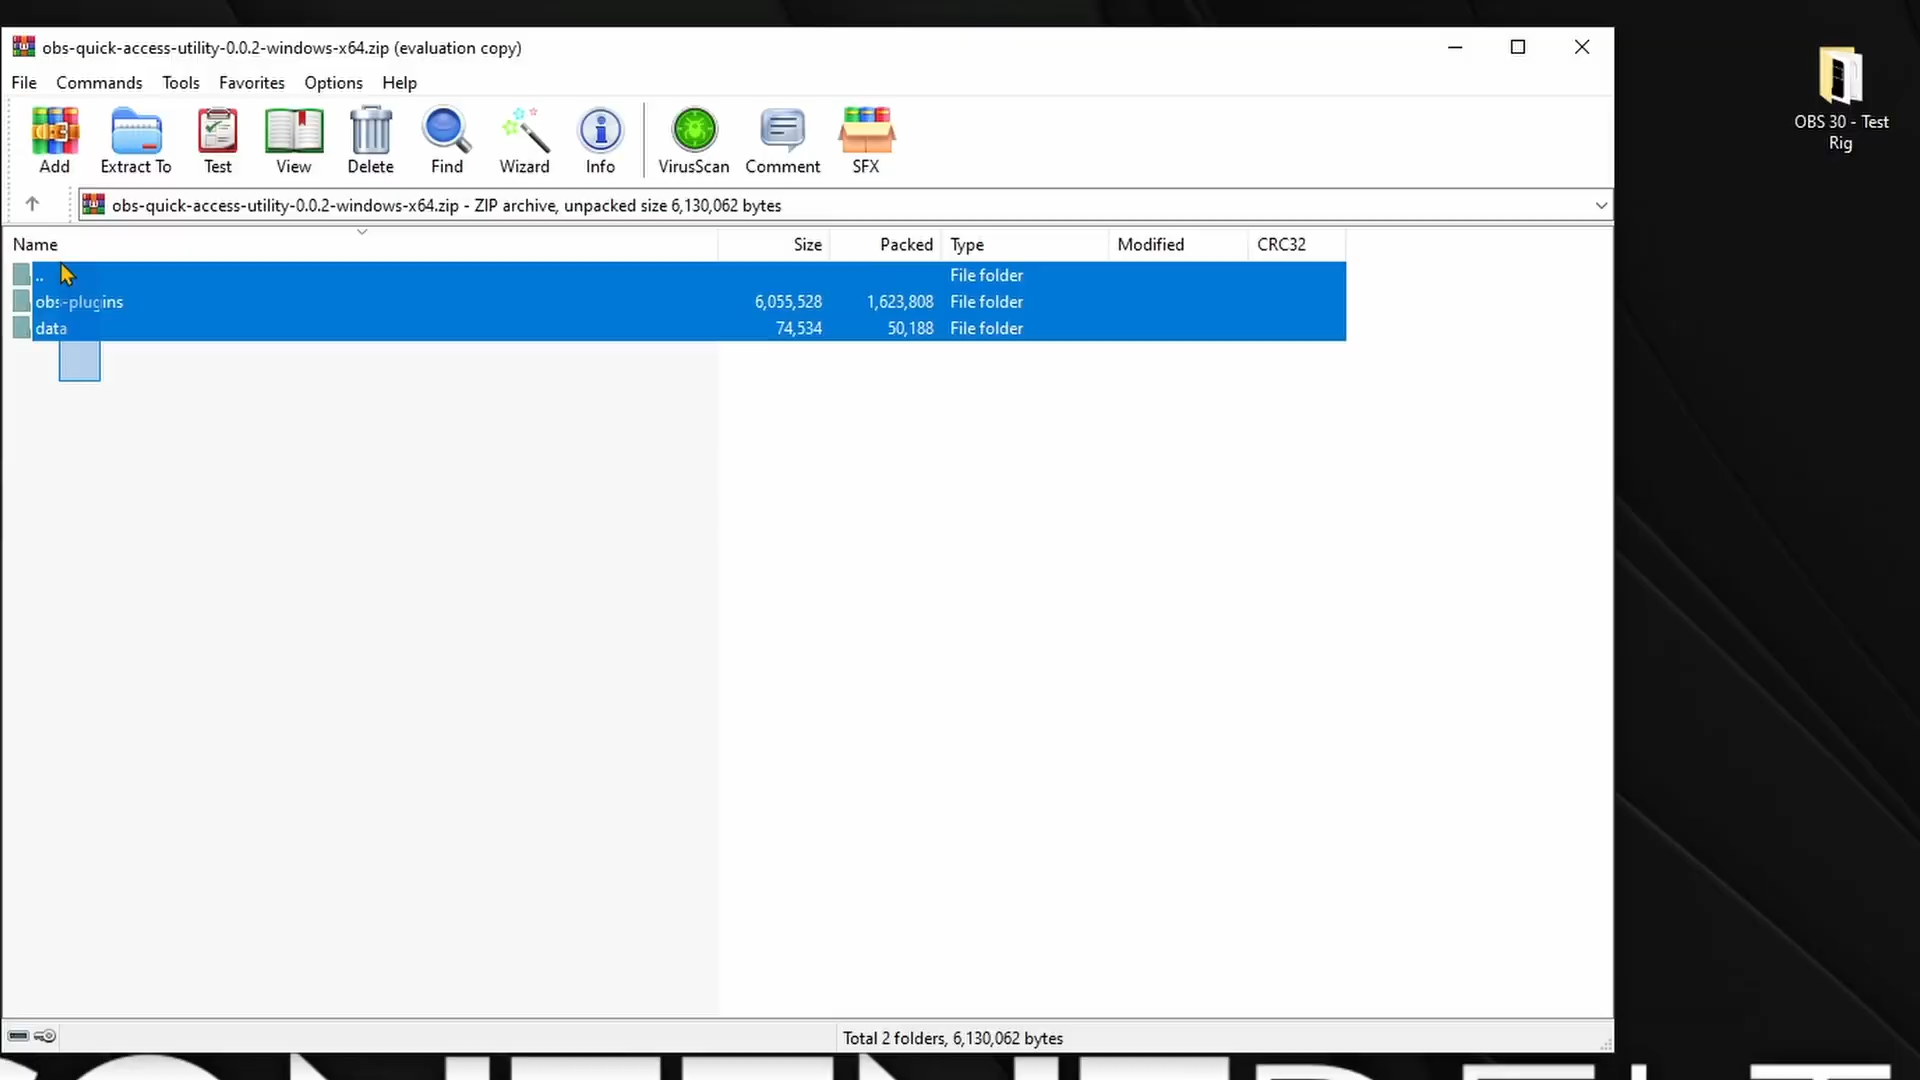 obs-quick-access-utility-0.0.2-windows-x64.zip (evaluation copy)
File Commands Tools Favorites Options Help
Add Extract To Test View Delete Find Wizard Info VirusScan Comment SFX
obs-quick-access-utility-0.0.2-windows-x64.zip - ZIP archive, unpacked size 6,130,062 bytes
Name Size Packed Type Modified CRC32
.. File folder
obs-plugins 6,055,528 1,623,808 File folder
data 74,534 50,188 File folder
Total 2 folders, 6,130,062 bytes
OBS 30 - Test
Rig